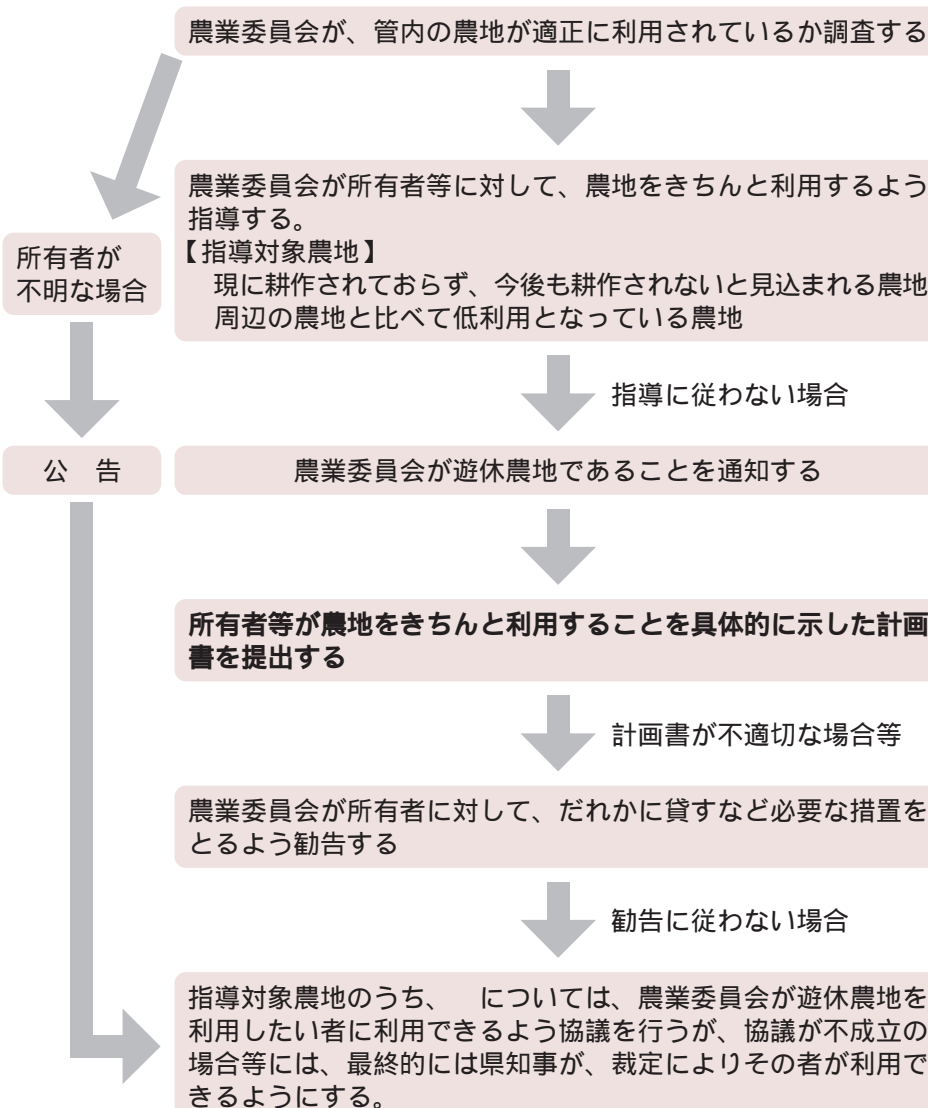 農業委員会が、管内の農地が適正に利用されているか調査する
農業委員会が所有者等に対して、農地をきちんと利用するよう
指導する。
【指導対象農地】
現に耕作されておらず、今後も耕作されないと見込まれる農地
周辺の農地と比べて低利用となっている農地
所有者が
不明な場合
指導に従わない場合
公　告
農業委員会が遊休農地であることを通知する
所有者等が農地をきちんと利用することを具体的に示した計画
書を提出する
計画書が不適切な場合等
農業委員会が所有者に対して、だれかに貸すなど必要な措置を
とるよう勧告する
勧告に従わない場合
指導対象農地のうち、　については、農業委員会が遊休農地を
利用したい者に利用できるよう協議を行うが、協議が不成立の
場合等には、最終的には県知事が、裁定によりその者が利用で
きるようにする。